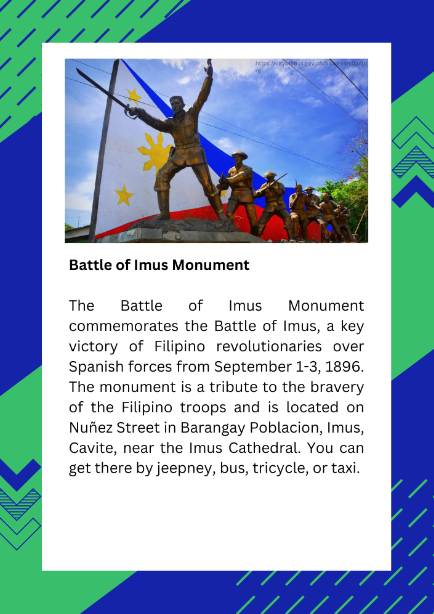 Battle of Imus Monument
The Battle of Imus Monument
commemorates the Battle of Imus, a key
victory of Filipino revolutionaries over
Spanish forces from September 1-3, 1896.
The monument is a tribute to the bravery
of the Filipino troops and is located on
Nuñez Street in Barangay Poblacion, Imus,
Cavite, near the Imus Cathedral. You can
get there by jeepney, bus, tricycle, or taxi.